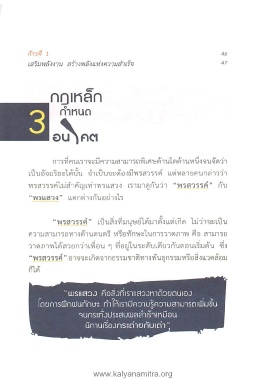 ก้าวที่ 1
เสริมพลังงาน สร้างพลังแห่งความสำเร็จ
46
47
3
กฎเหล็ก
กำหนด
อนาคต
การที่คนเราจะมีความสามารถพิเศษด้านใดด้านหนึ่งจนจัดว่า
เป็นอัจฉริยะได้นั้น จำเป็นจะต้องมีพรสวรรค์ แต่หลายคนกล่าวว่า
พรสวรรค์ไม่สำคัญเท่าพรแสวง เรามาดูกันว่า "พรสวรรค์" กับ
"พรแสวง" แตกต่างกันอย่างไร
"พรสวรรค์" เป็นสิ่งที่มนุษย์ได้มาตั้งแต่เกิด ไม่ว่าจะเป็น
ความสามารถทางด้านดนตรี หรือทักษะในการวาดภาพ คือ สามารถ
วาดภาพได้สวยกว่าเพื่อน ๆ ที่อยู่ในระดับเดียวกันตอนเริ่มต้น ซึ่ง
"พรสวรรค์" อาจจะเกิดจากธรรมชาติทางพันธุกรรมหรือสิ่งแวดล้อม
ก็ได้
"พรแสวง คือสิ่งที่เราแสวงหาด้วยตนเอง
โดยการฝึกฝนทักษะ ทำให้เรามีความรู้ความสามารถเพิ่มขึ้น
จนกระทั่งประสบผลสำเร็จเหมือน
นิทานเรื่องกระต่ายกับเต่า"
www.kalyanamitra.org